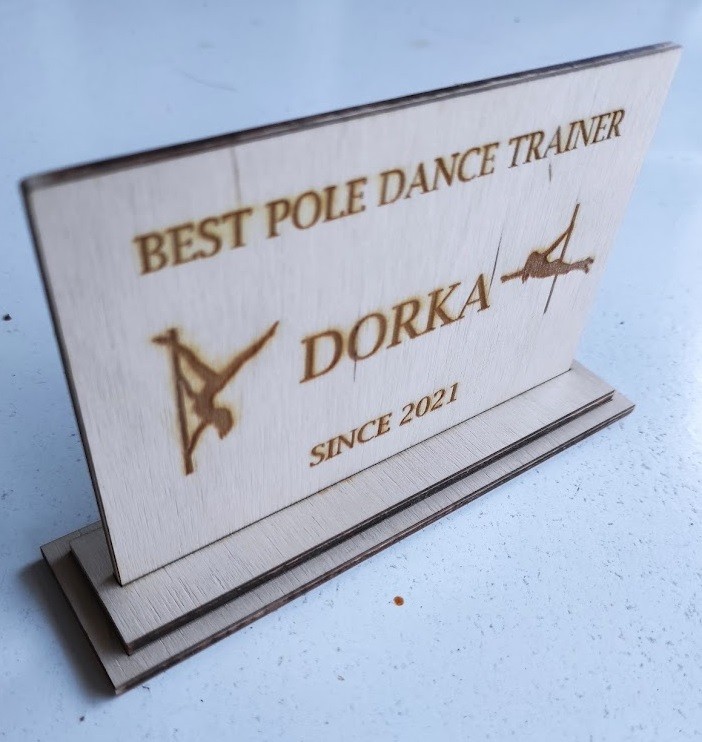 BEST POLE DANCE TRAINER
DORKA
SINCE 2021